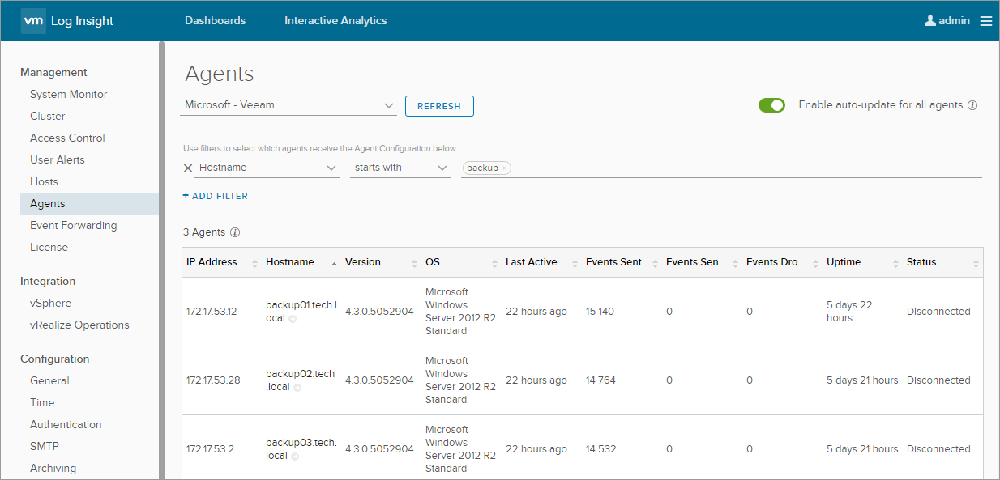 vm Log Insight Dashboards Interactive Analytics admin
Management
System Monitor
Cluster
Access Control
User Alerts
Hosts
Agents
Event Forwarding
License
Integration
vSphere
vRealize Operations
Configuration
General
Time
Authentication
SMTP
Archiving
Agents
Microsoft - Veeam REFRESH Enable auto-update for all agents
Use filters to select which agents receive the Agent Configuration below.
Hostname starts with backup
+ ADD FILTER
3 Agents
IP Address Hostname Version OS Last Active Events Sent Events Sen... Events Dro... Uptime Status
172.17.53.12
backup01.tech.l
ocal
4.3.0.5052904
Microsoft
Windows
Server 2012 R2
Standard
22 hours ago
15 140
0
0
5 days 22
hours
Disconnected
172.17.53.28
backup02.tech
.local
4.3.0.5052904
Microsoft
Windows
Server 2012 R2
Standard
22 hours ago
14 764
0
0
5 days 21 hours
Disconnected
172.17.53.2
backup03.tech.
local
4.3.0.5052904
Microsoft
Windows
Server 2012 R2
Standard
22 hours ago
14 532
0
0
5 days 21 hours
Disconnected